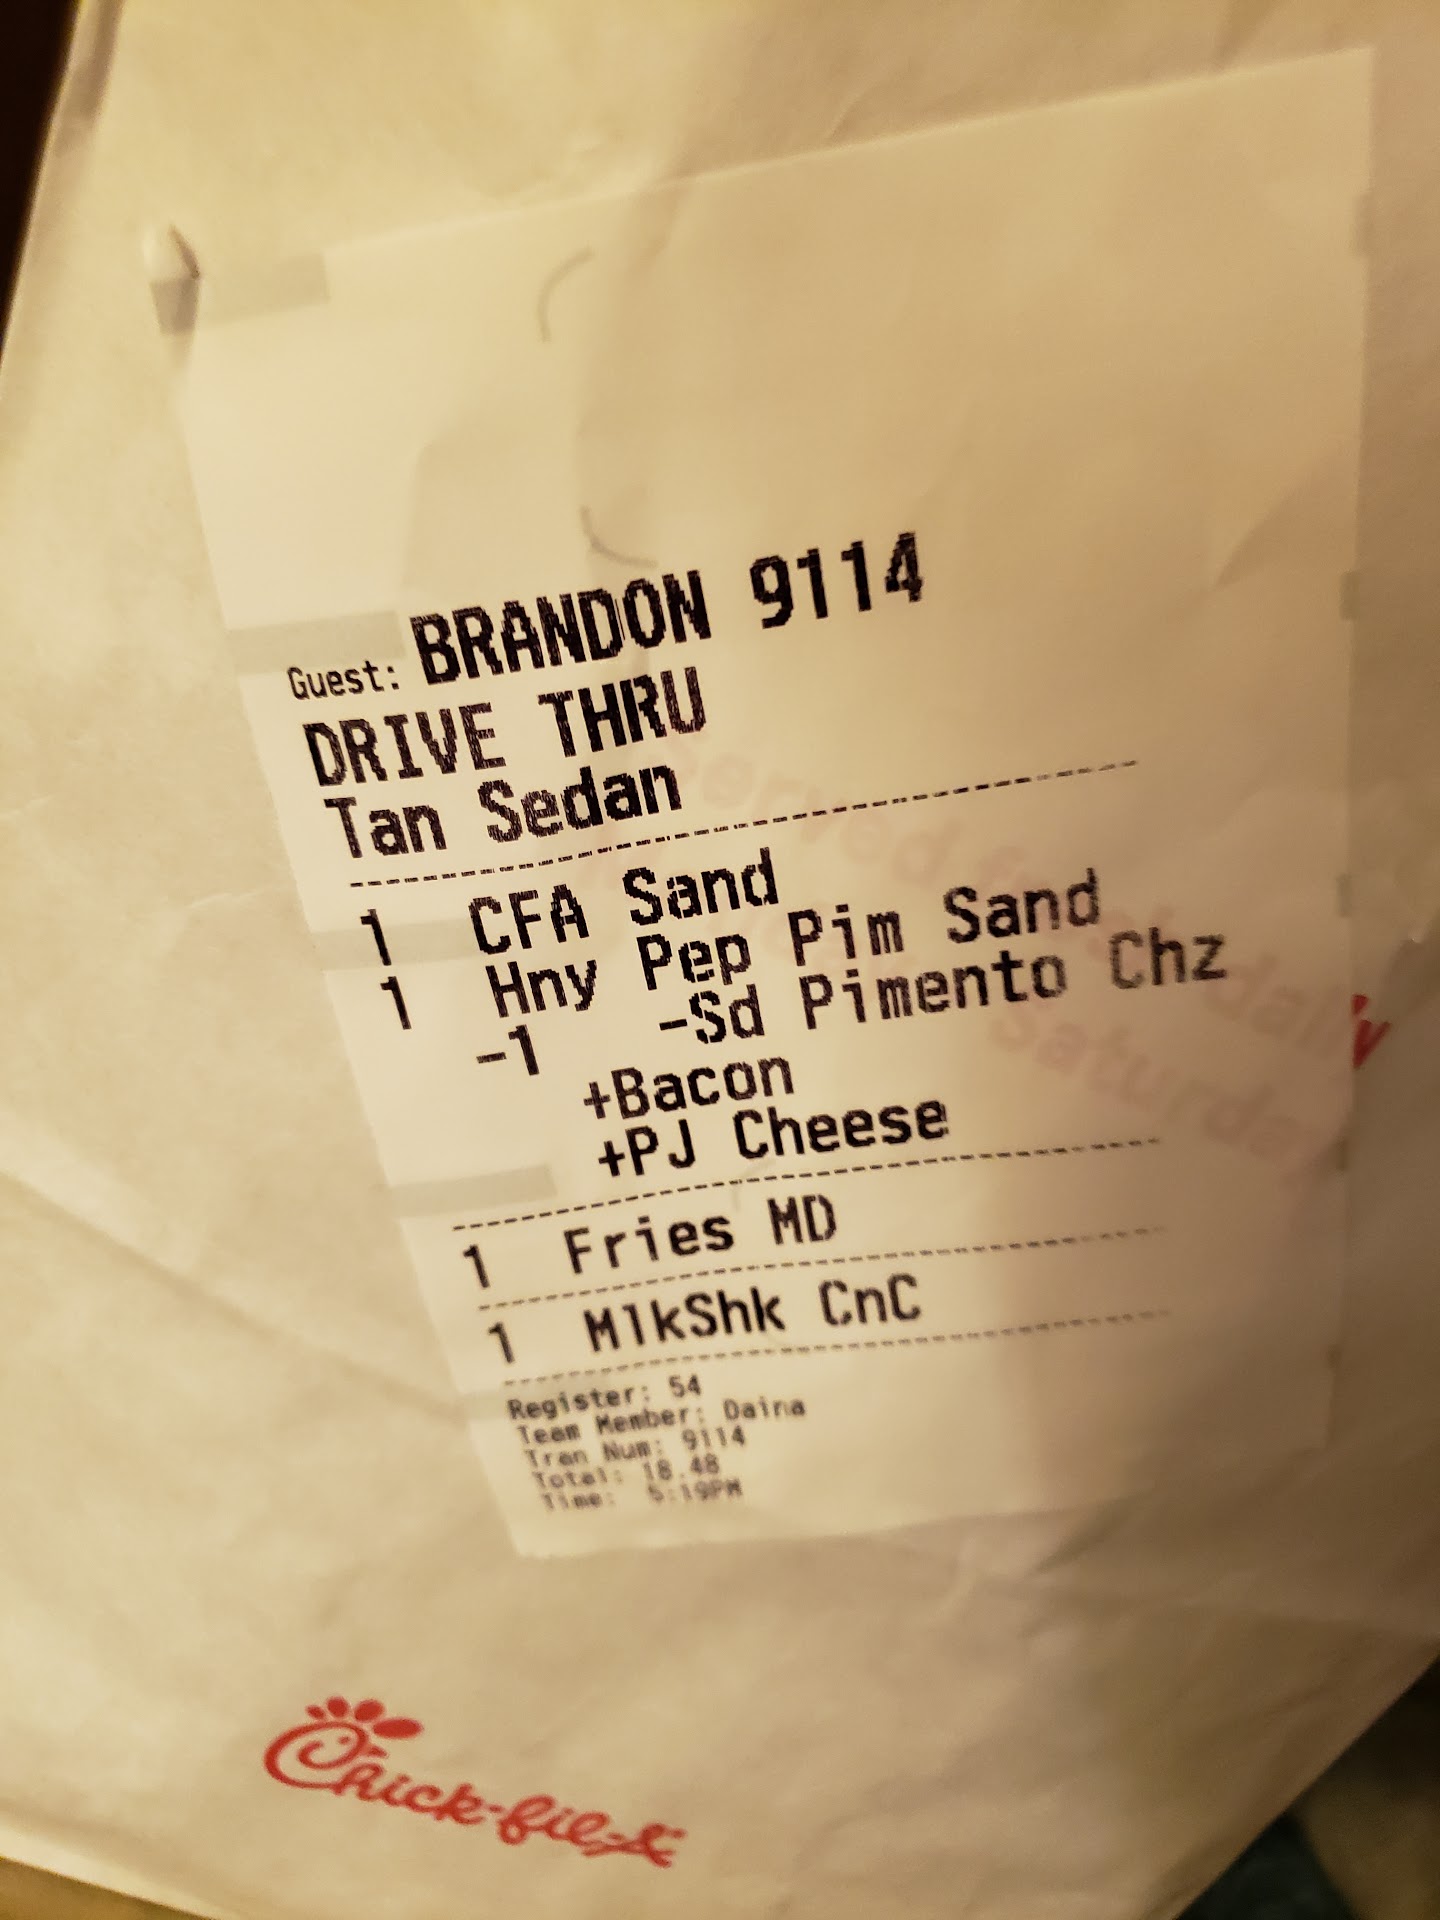 Guest: BRANDON 9114
DRIVE THRU
Tan Sedan
1 CFA Sand
1 Hny Pep Pim Sand
-1 -Sd Pimento Chz
+Bacon
+PJ Cheese
1 Fries MD
1 MlkShk CnC
Register: 54
Team Member: Daina
Tran Num: 9114
Total: 18.48
Time: 5:19PM
Chick-fil-A